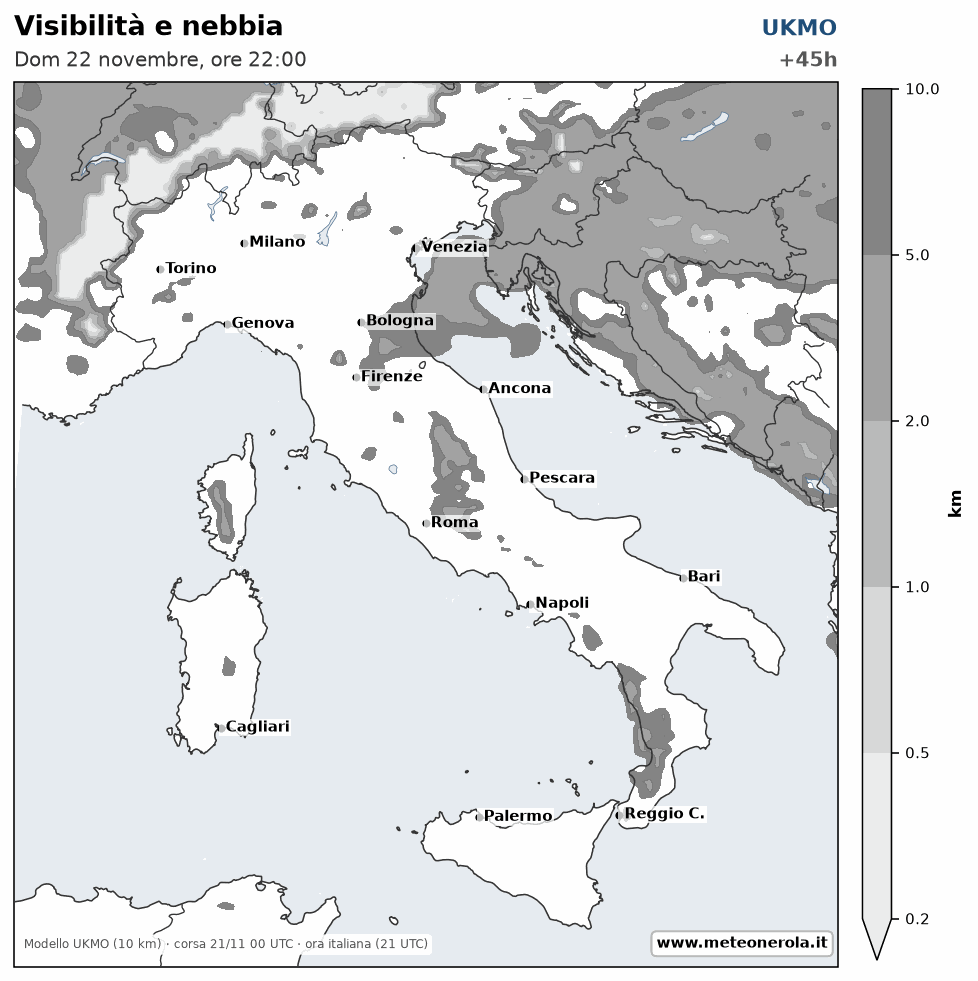 Visibilità e nebbia
UKMO
Dom 22 novembre, ore 22:00
+45h
10.0
5.0
2.0
1.0
0.5
0.2
km
Milano
Venezia
Torino
Genova
Bologna
Firenze
Ancona
Pescara
Roma
Bari
Napoli
Cagliari
Palermo
Reggio C.
Modello UKMO (10 km) · corsa 21/11 00 UTC · ora italiana (21 UTC)
www.meteonerola.it